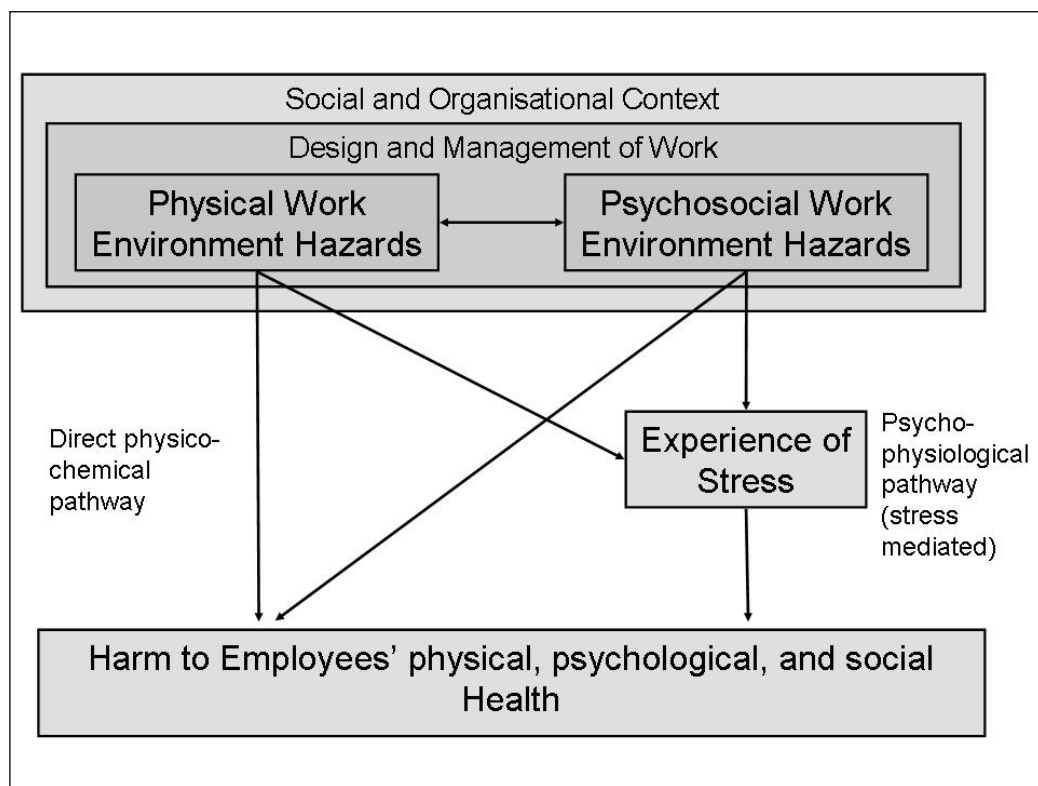 Social and Organisational Context
Design and Management of Work
Physical Work
Environment Hazards
Psychosocial Work
Environment Hazards
Direct physico-
chemical
pathway
Experience of
Stress
Psycho-
physiological
pathway
(stress
mediated)
Harm to Employees’ physical, psychological, and social
Health